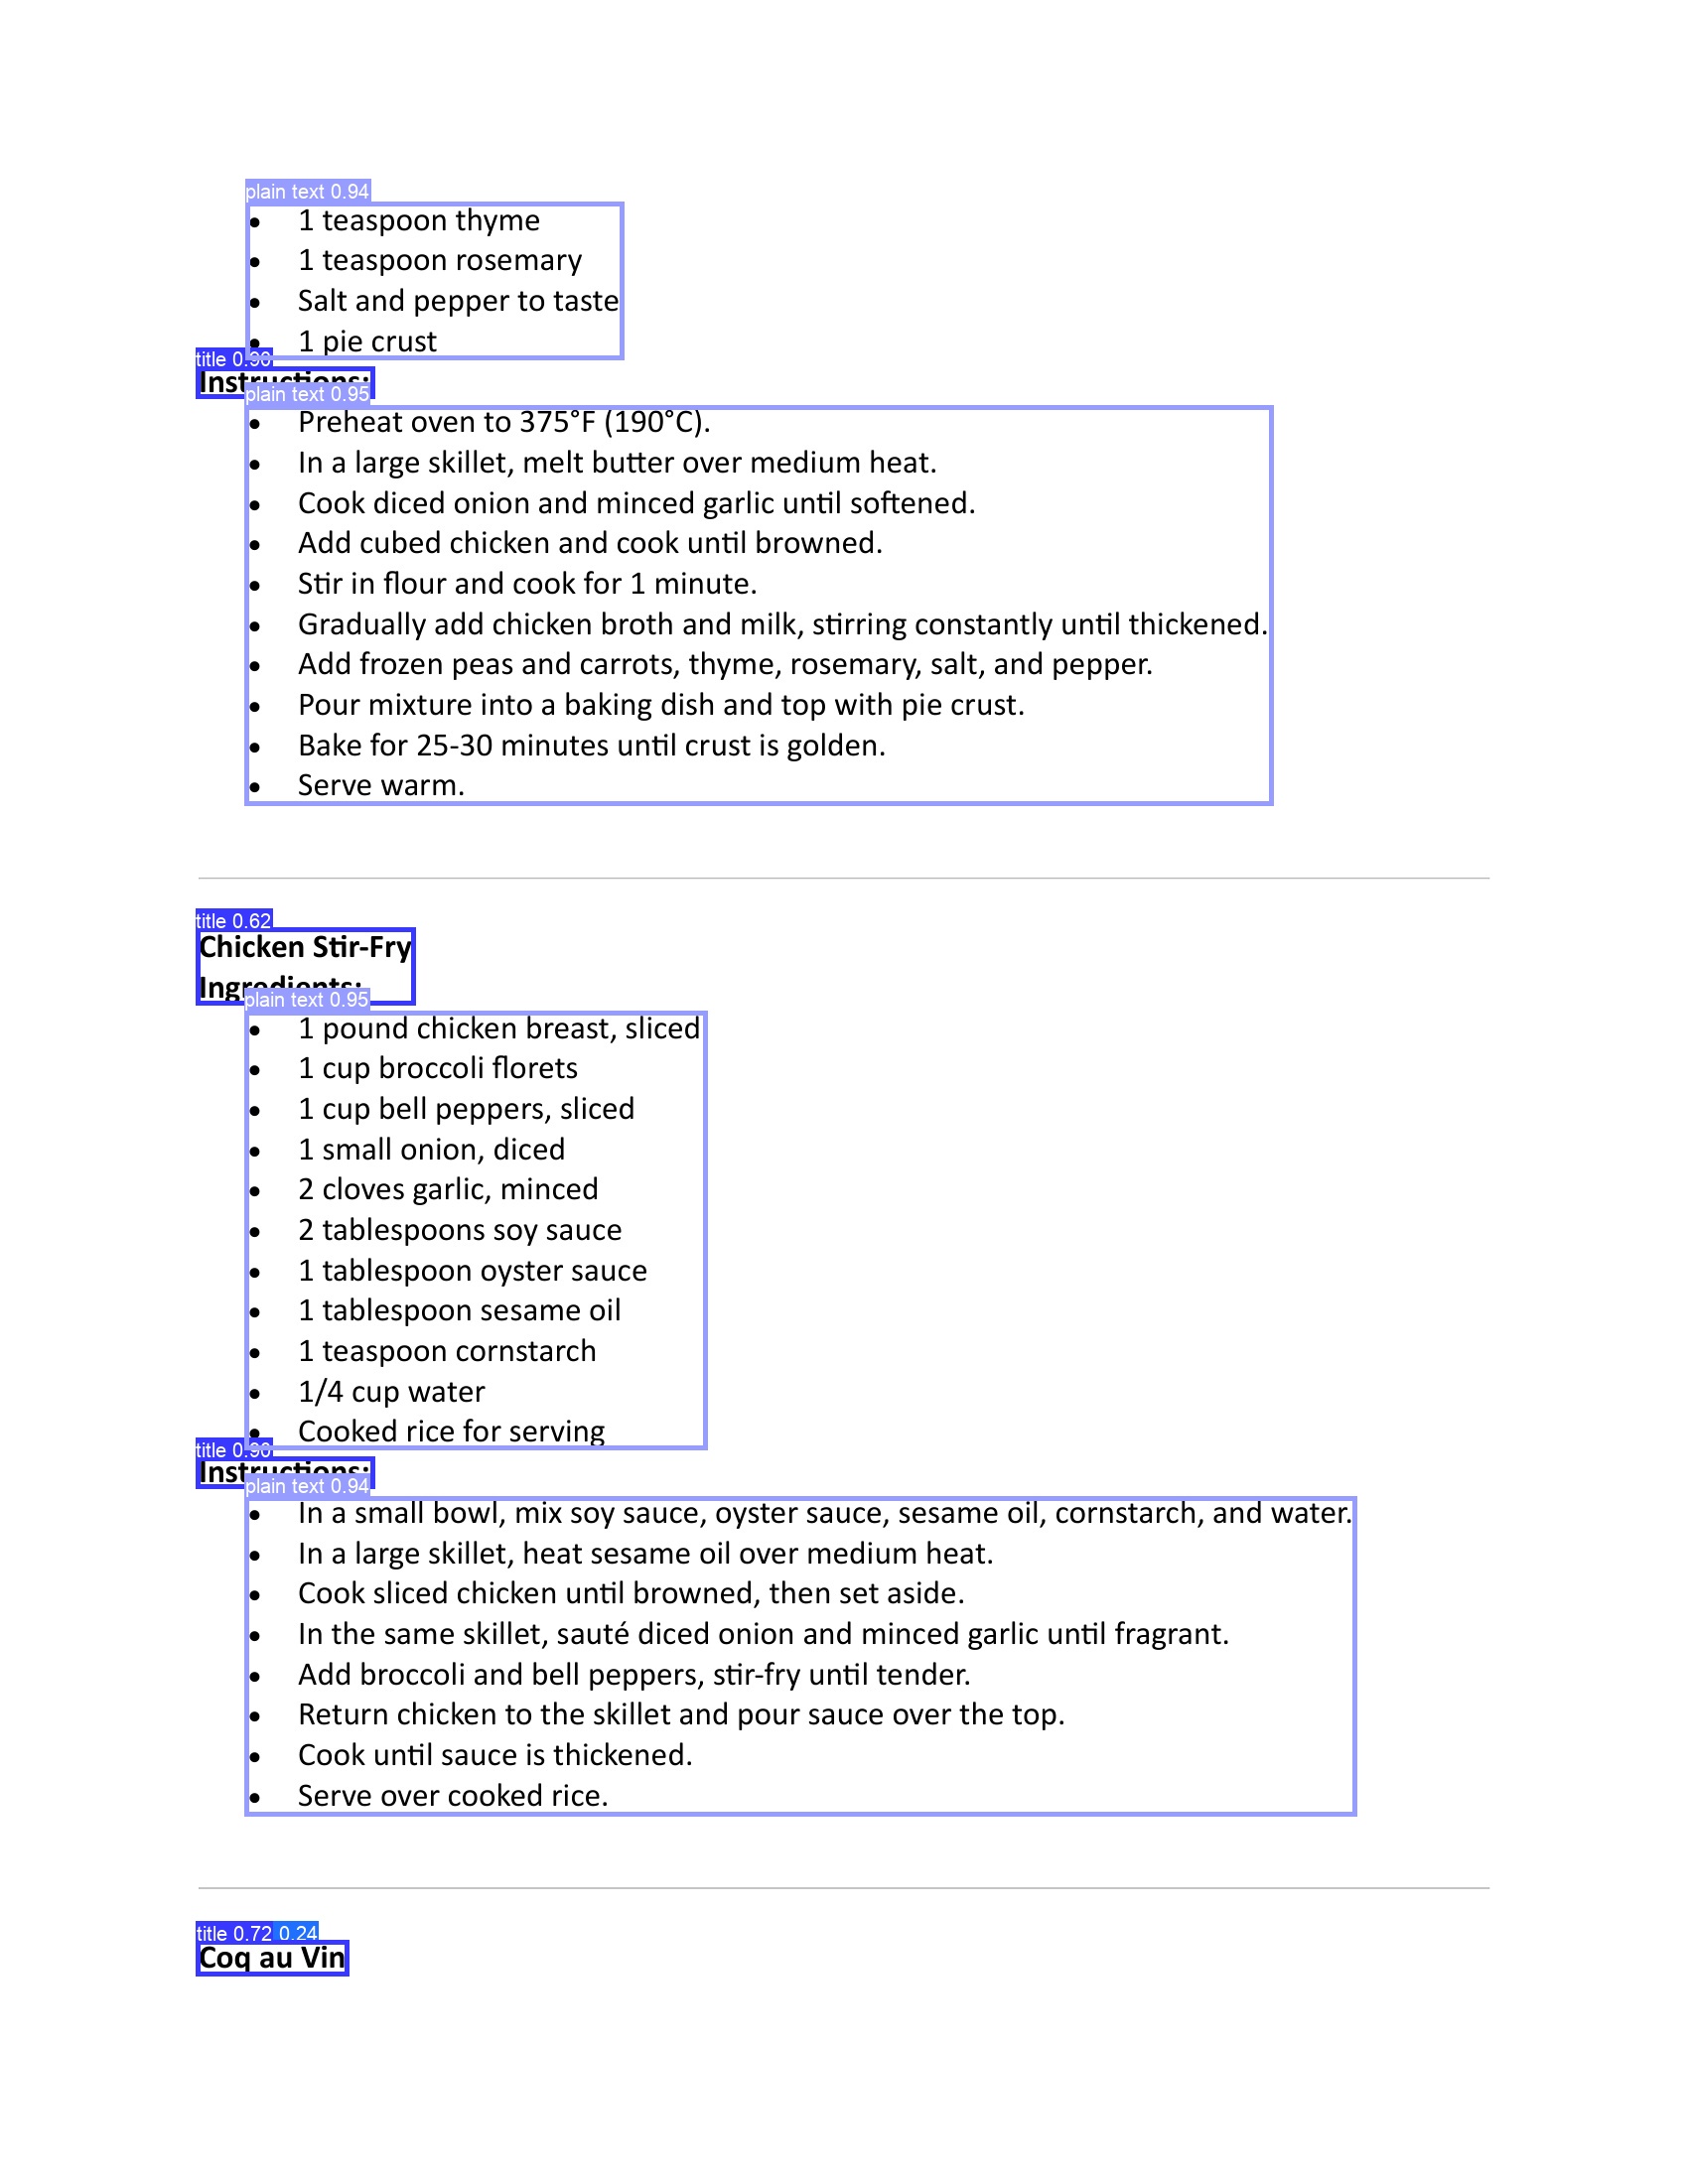 plain text 0.94
• 1 teaspoon thyme
• 1 teaspoon rosemary
• Salt and pepper to taste
• 1 pie crust
title 0.90
Instructions:
plain text 0.95
• Preheat oven to 375°F (190°C).
• In a large skillet, melt butter over medium heat.
• Cook diced onion and minced garlic until softened.
• Add cubed chicken and cook until browned.
• Stir in flour and cook for 1 minute.
• Gradually add chicken broth and milk, stirring constantly until thickened.
• Add frozen peas and carrots, thyme, rosemary, salt, and pepper.
• Pour mixture into a baking dish and top with pie crust.
• Bake for 25-30 minutes until crust is golden.
• Serve warm.
title 0.62
Chicken Stir-Fry
Ingredients:
plain text 0.95
• 1 pound chicken breast, sliced
• 1 cup broccoli florets
• 1 cup bell peppers, sliced
• 1 small onion, diced
• 2 cloves garlic, minced
• 2 tablespoons soy sauce
• 1 tablespoon oyster sauce
• 1 tablespoon sesame oil
• 1 teaspoon cornstarch
• 1/4 cup water
• Cooked rice for serving
title 0.90
Instructions:
plain text 0.94
• In a small bowl, mix soy sauce, oyster sauce, sesame oil, cornstarch, and water.
• In a large skillet, heat sesame oil over medium heat.
• Cook sliced chicken until browned, then set aside.
• In the same skillet, sauté diced onion and minced garlic until fragrant.
• Add broccoli and bell peppers, stir-fry until tender.
• Return chicken to the skillet and pour sauce over the top.
• Cook until sauce is thickened.
• Serve over cooked rice.
title 0.72 0.24
Coq au Vin